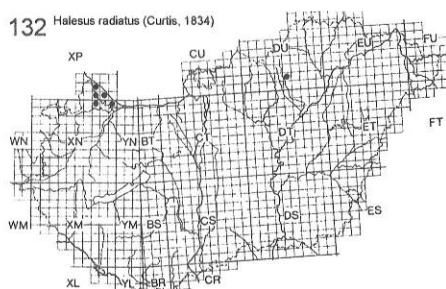 132 Halesus radiatus (Curtis, 1834)
XP CU DU EU FU
WN XN YN BT CT DT ET FT
WM XM YM BS CS DS ES
XL YL BR CR